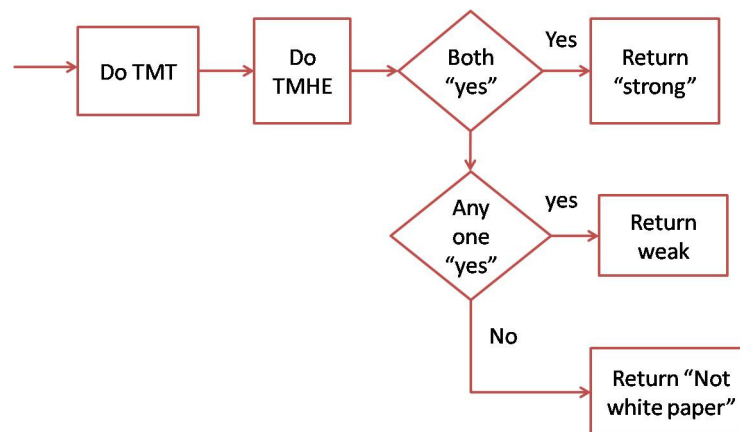 Do TMT
Do
TMHE
Both
“yes”
Yes
Return
“strong”
Any
one
“yes”
yes
Return
weak
No
Return “Not
white paper”